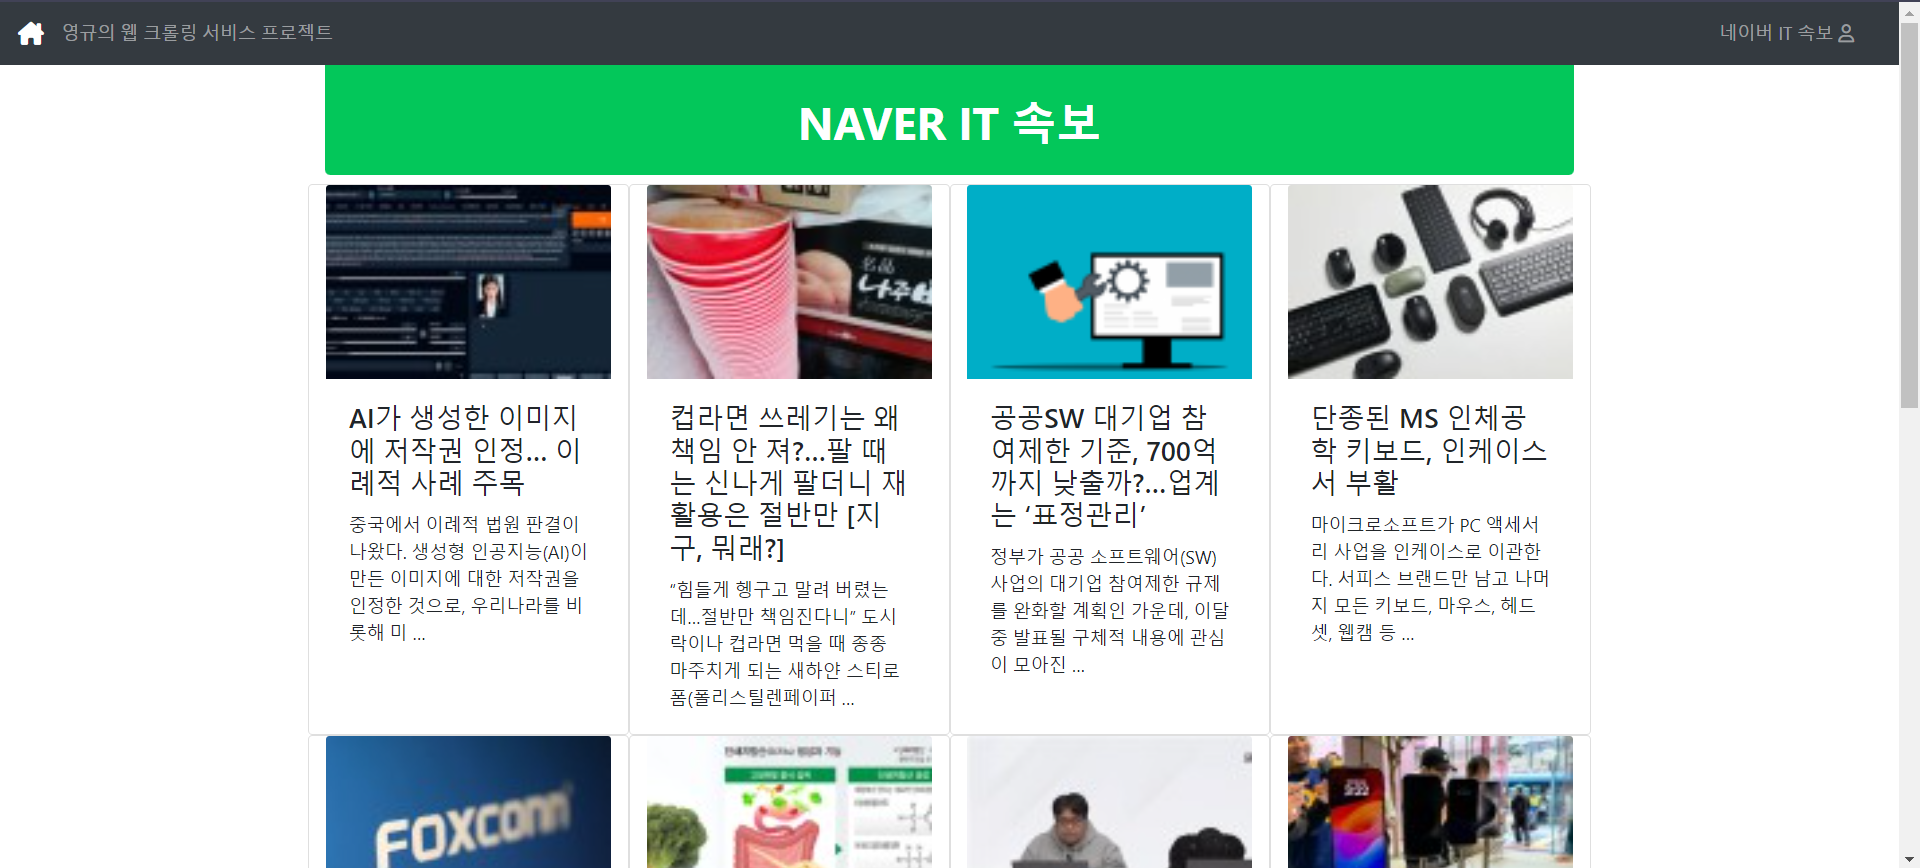 영규의 웹 크롤링 서비스 프로젝트
네이버 IT 속보
NAVER IT 속보
名品
나주
AI가 생성한 이미지
에 저작권 인정... 이
례적 사례 주목
중국에서 이례적 법원 판결이
나왔다. 생성형 인공지능(AI)이
만든 이미지에 대한 저작권을
인정한 것으로, 우리나라를 비
롯해 미 ...
컵라면 쓰레기는 왜
책임 안 져?…팔 때
는 신나게 팔더니 재
활용은 절반만 [지
구, 뭐래?]
“힘들게 헹구고 말려 버렸는
데…절반만 책임진다니” 도시
락이나 컵라면 먹을 때 종종
마주치게 되는 새하얀 스티로
폼(폴리스틸렌페이퍼 ...
공공SW 대기업 참
여제한 기준, 700억
까지 낮출까?…업계
는 ‘표정관리’
정부가 공공 소프트웨어(SW)
사업의 대기업 참여제한 규제
를 완화할 계획인 가운데, 이달
중 발표될 구체적 내용에 관심
이 모아진 ...
단종된 MS 인체공
학 키보드, 인케이스
서 부활
마이크로소프트가 PC 액세서
리 사업을 인케이스로 이관한
다. 서피스 브랜드만 남고 나머
지 모든 키보드, 마우스, 헤드
셋, 웹캠 등 ...
FOXCONN